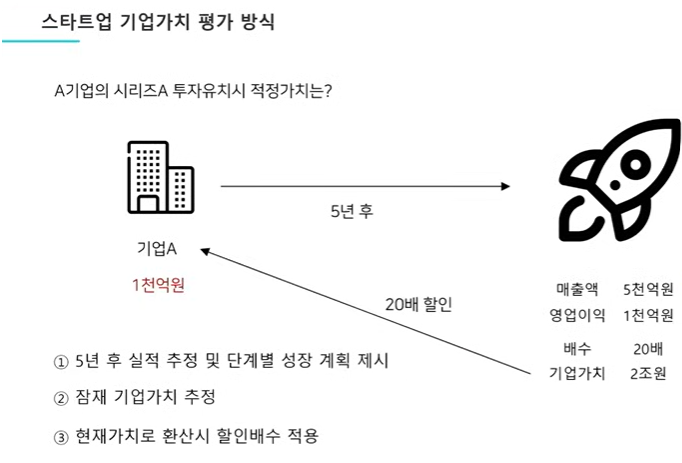 스타트업 기업가치 평가 방식
A기업의 시리즈A 투자유치시 적정가치는?
5년 후
기업A
1천억원
20배 할인
매출액 5천억원
영업이익 1천억원
배수 20배
기업가치 2조원
① 5년 후 실적 추정 및 단계별 성장 계획 제시
② 잠재 기업가치 추정
③ 현재가치로 환산시 할인배수 적용